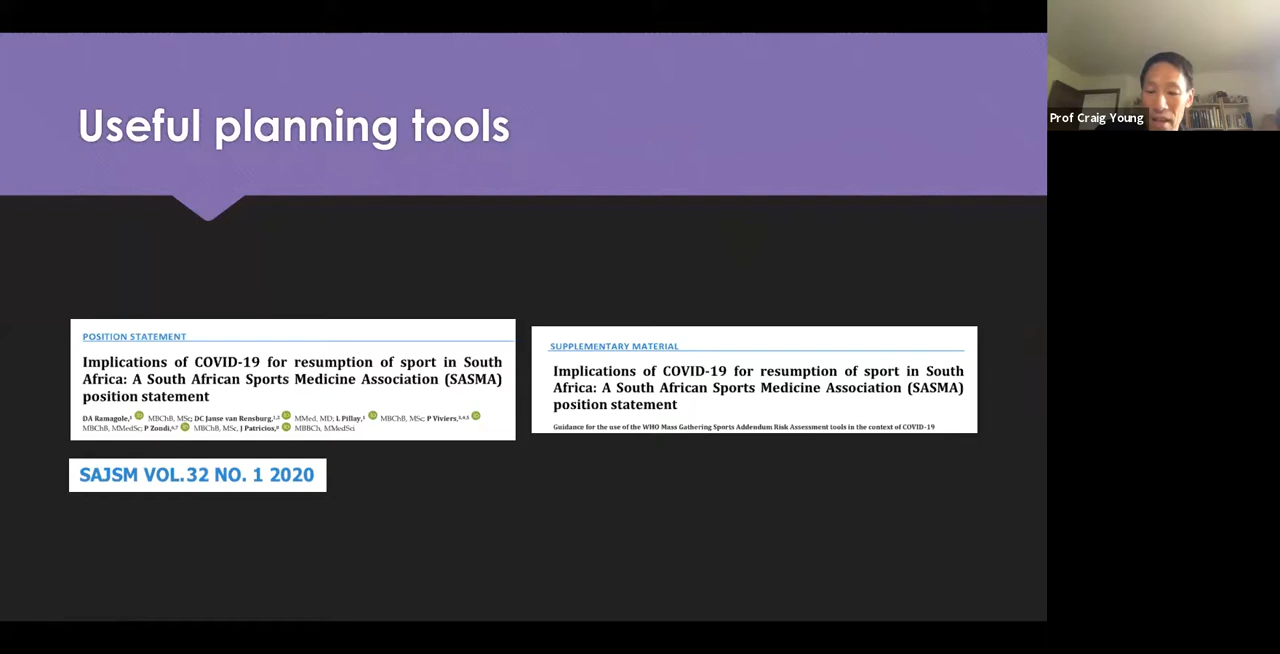 Useful planning tools
Prof Craig Young
POSITION STATEMENT
Implications of COVID-19 for resumption of sport in South
Africa: A South African Sports Medicine Association (SASMA)
position statement
DA Ramagole,¹ MBChB, MSc; DC Janse van Rensburg,¹,² MMed, MD; L Pillay,¹ MBChB, MSc; P Viviers,³,⁴,⁵
MBChB, MMedSc; P Zondi,⁶,⁷ MBChB, MSc, J Patricios,⁸ MBBCh, MMedSci
SAJSM VOL.32 NO. 1 2020
SUPPLEMENTARY MATERIAL
Implications of COVID-19 for resumption of sport in South
Africa: A South African Sports Medicine Association (SASMA)
position statement
Guidance for the use of the WHO Mass Gathering Sports Addendum Risk Assessment tools in the context of COVID-19